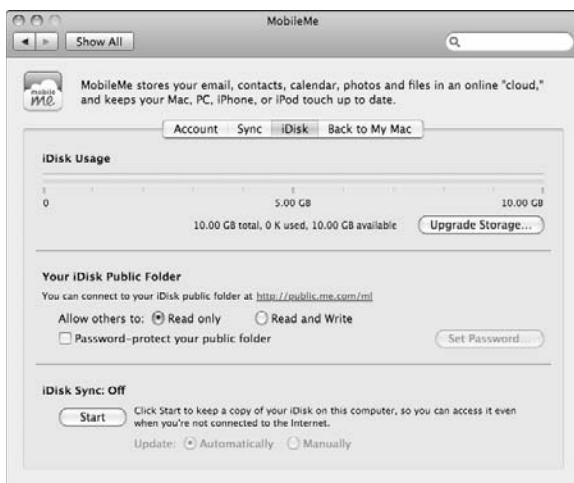 MobileMe
Show All
mobile
me
MobileMe stores your email, contacts, calendar, photos and files in an online "cloud,"
and keeps your Mac, PC, iPhone, or iPod touch up to date.
Account Sync iDisk Back to My Mac
iDisk Usage
0 5.00 GB 10.00 GB
10.00 GB total, 0 K used, 10.00 GB available Upgrade Storage...
Your iDisk Public Folder
You can connect to your iDisk public folder at http://public.me.com/ml
Allow others to: Read only Read and Write
Password-protect your public folder Set Password...
iDisk Sync: Off
Start Click Start to keep a copy of your iDisk on this computer, so you can access it even
when you're not connected to the Internet.
Update: Automatically Manually